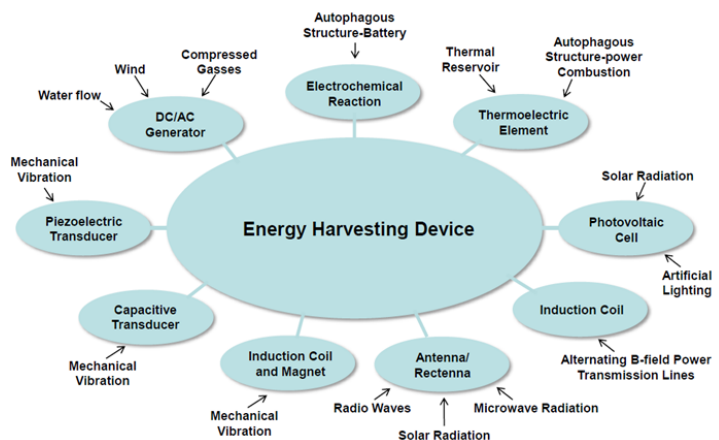 Autophagous
Structure-Battery
Electrochemical
Reaction
Compressed
Gasses
Wind
Water flow
DC/AC
Generator
Thermal
Reservoir
Autophagous
Structure-power
Combustion
Thermoelectric
Element
Mechanical
Vibration
Piezoelectric
Transducer
Energy Harvesting Device
Solar Radiation
Photovoltaic
Cell
Artificial
Lighting
Capacitive
Transducer
Mechanical
Vibration
Induction Coil
Alternating B-field Power
Transmission Lines
Induction Coil
and Magnet
Mechanical
Vibration
Antenna/
Rectenna
Radio Waves
Solar Radiation
Microwave Radiation